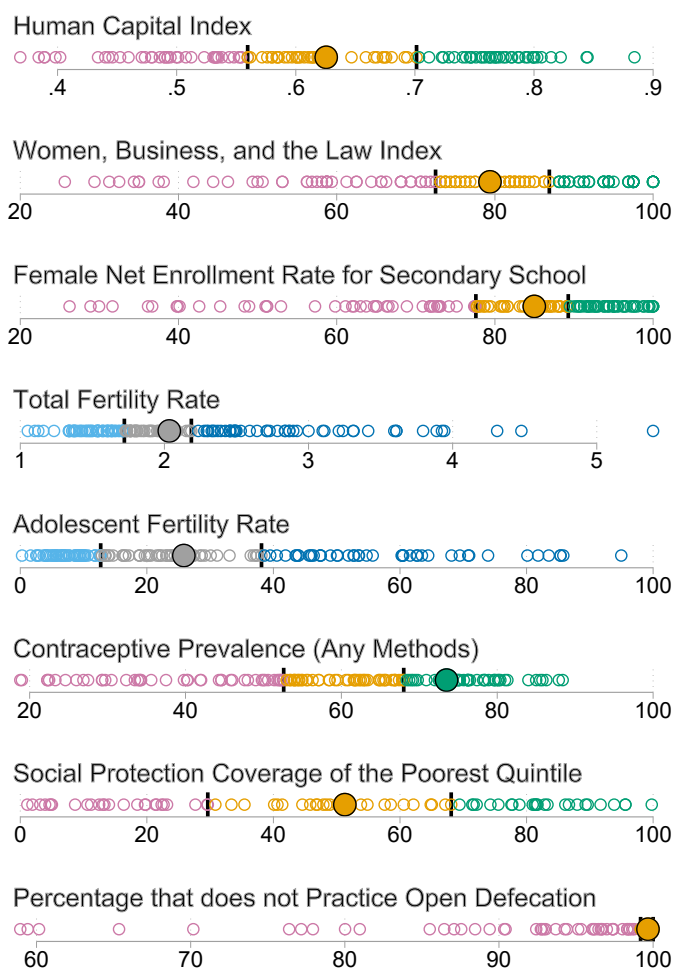 Human Capital Index
.4 .5 .6 .7 .8 .9
Women, Business, and the Law Index
20 40 60 80 100
Female Net Enrollment Rate for Secondary School
20 40 60 80 100
Total Fertility Rate
1 2 3 4 5
Adolescent Fertility Rate
0 20 40 60 80 100
Contraceptive Prevalence (Any Methods)
20 40 60 80 100
Social Protection Coverage of the Poorest Quintile
0 20 40 60 80 100
Percentage that does not Practice Open Defecation
60 70 80 90 100